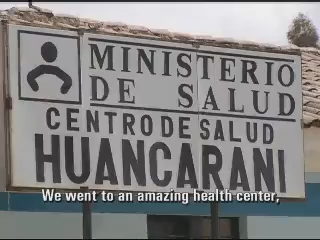 MINISTERIO
DE SALUD
CENTRO DE SALUD
HUANCARANI
We went to an amazing health center,